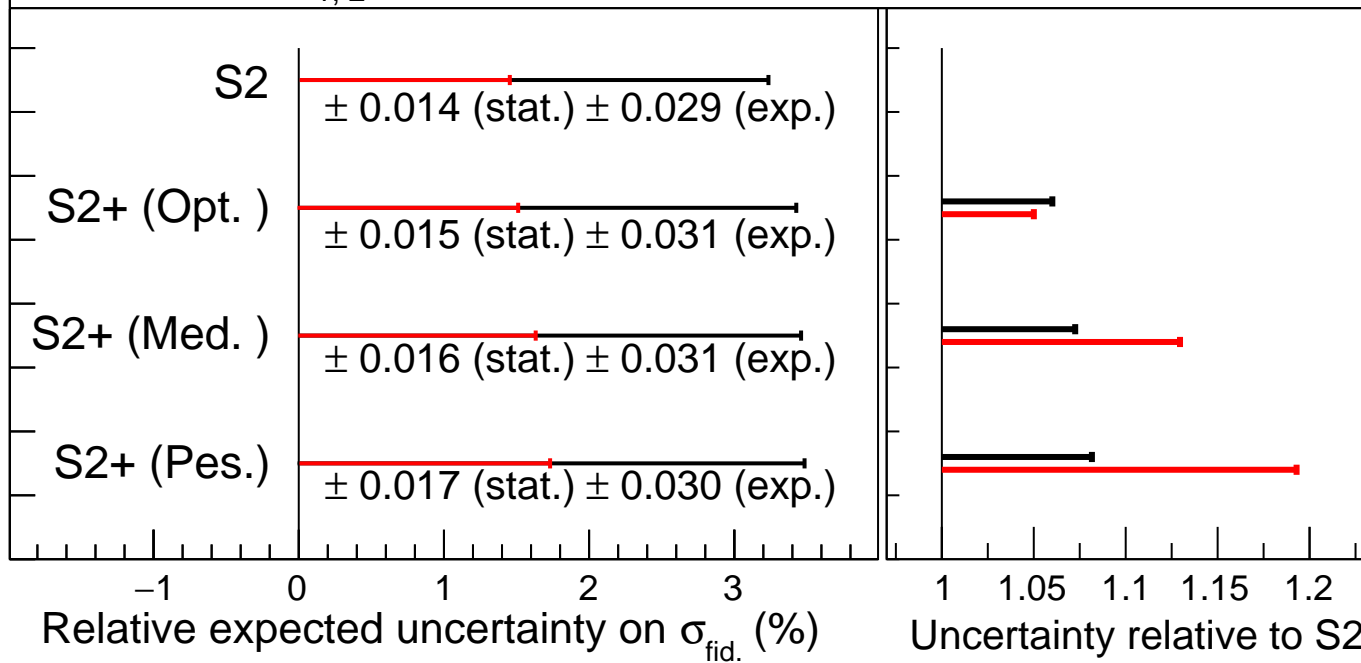 S2
± 0.014 (stat.) ± 0.029 (exp.)
S2+ (Opt. )
± 0.015 (stat.) ± 0.031 (exp.)
S2+ (Med. )
± 0.016 (stat.) ± 0.031 (exp.)
S2+ (Pes.)
± 0.017 (stat.) ± 0.030 (exp.)
−1 0 1 2 3
Relative expected uncertainty on σfid. (%)
1 1.05 1.1 1.15 1.2
Uncertainty relative to S2